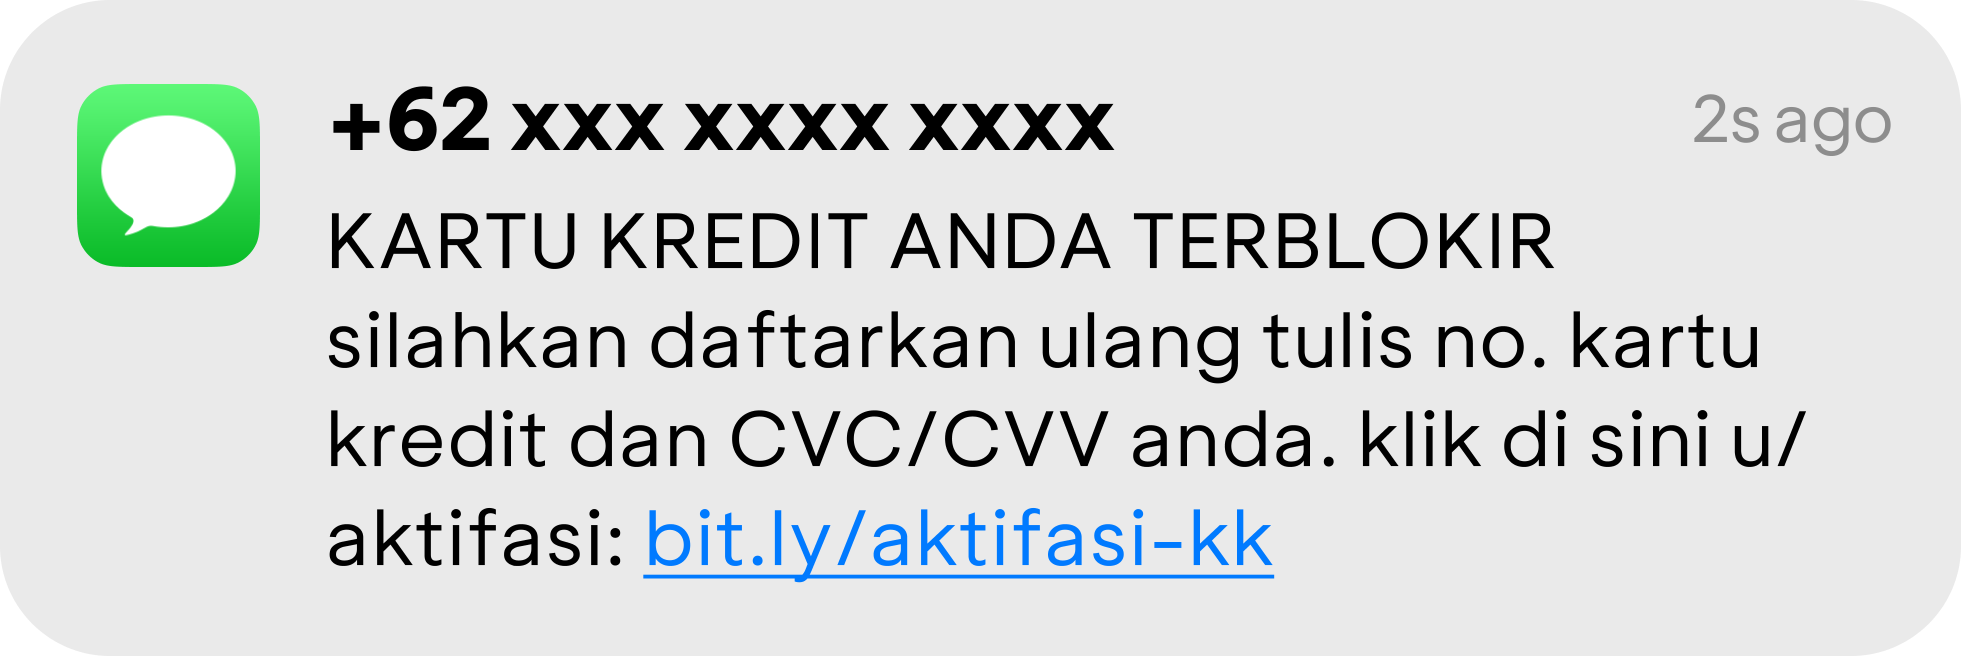 +62 xxx xxxx xxxx
2s ago
KARTU KREDIT ANDA TERBLOKIR
silahkan daftarkan ulang tulis no. kartu
kredit dan CVC/CVV anda. klik di sini u/
aktifasi: bit.ly/aktifasi-kk